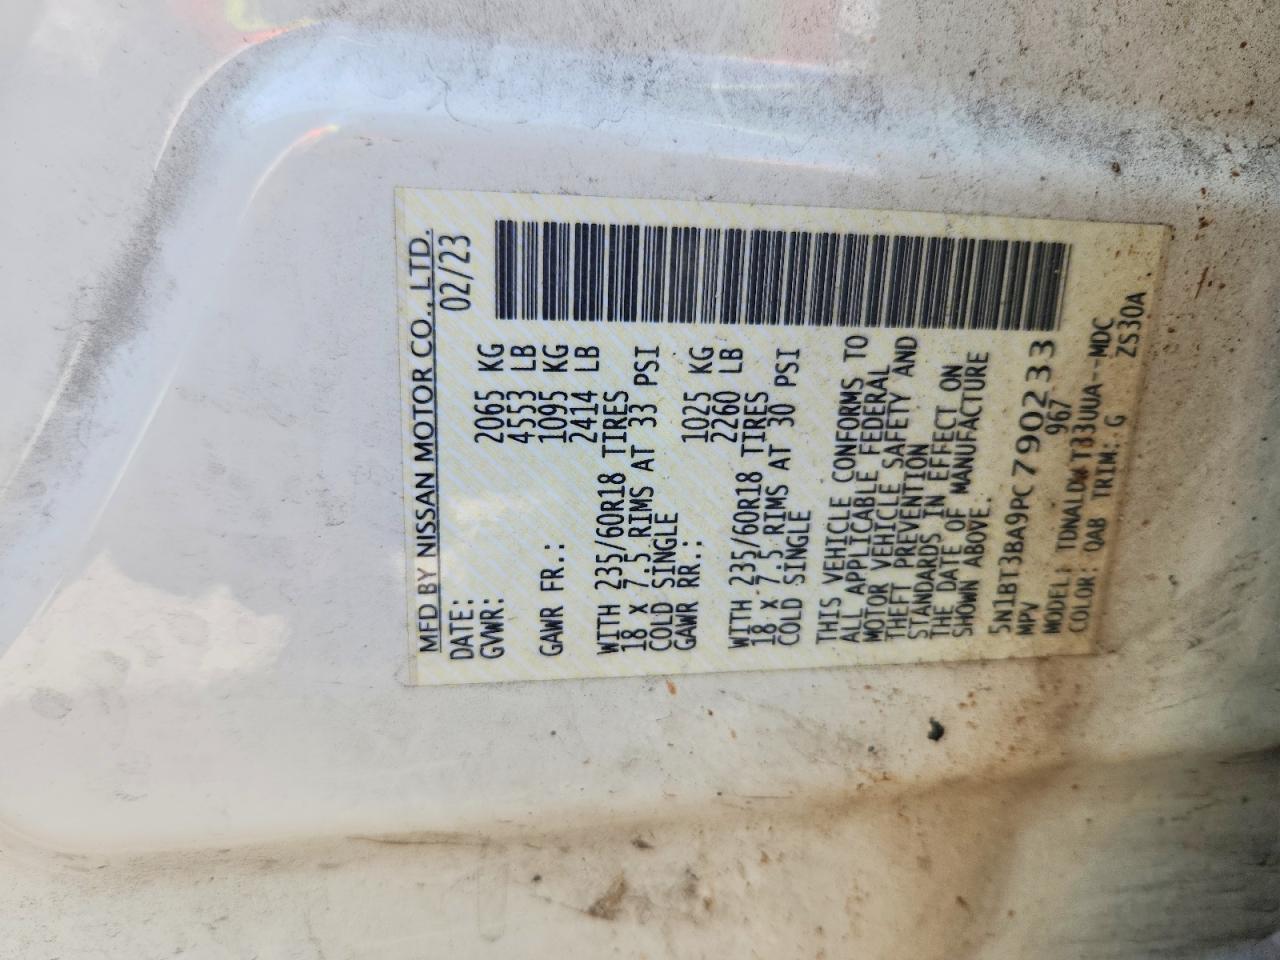 MFD BY NISSAN MOTOR CO., LTD.
DATE: 02/23
GVWR: 2065 KG
4553 LB
GAWR FR.: 1095 KG
2414 LB
WITH 235/60R18 TIRES
18 X 7.5 RIMS AT 33 PSI
COLD SINGLE
GAWR RR.: 1025 KG
2260 LB
WITH 235/60R18 TIRES
18 X 7.5 RIMS AT 30 PSI
COLD SINGLE
THIS VEHICLE CONFORMS TO
ALL APPLICABLE FEDERAL
MOTOR VEHICLE SAFETY AND
THEFT PREVENTION
STANDARDS IN EFFECT ON
THE DATE OF MANUFACTURE
SHOWN ABOVE.
5N1BT3BA9PC790233
MPV 967
MODEL: TDNALDW T33UUA--MDC
COLOR: QAB TRIM: G ZS30A